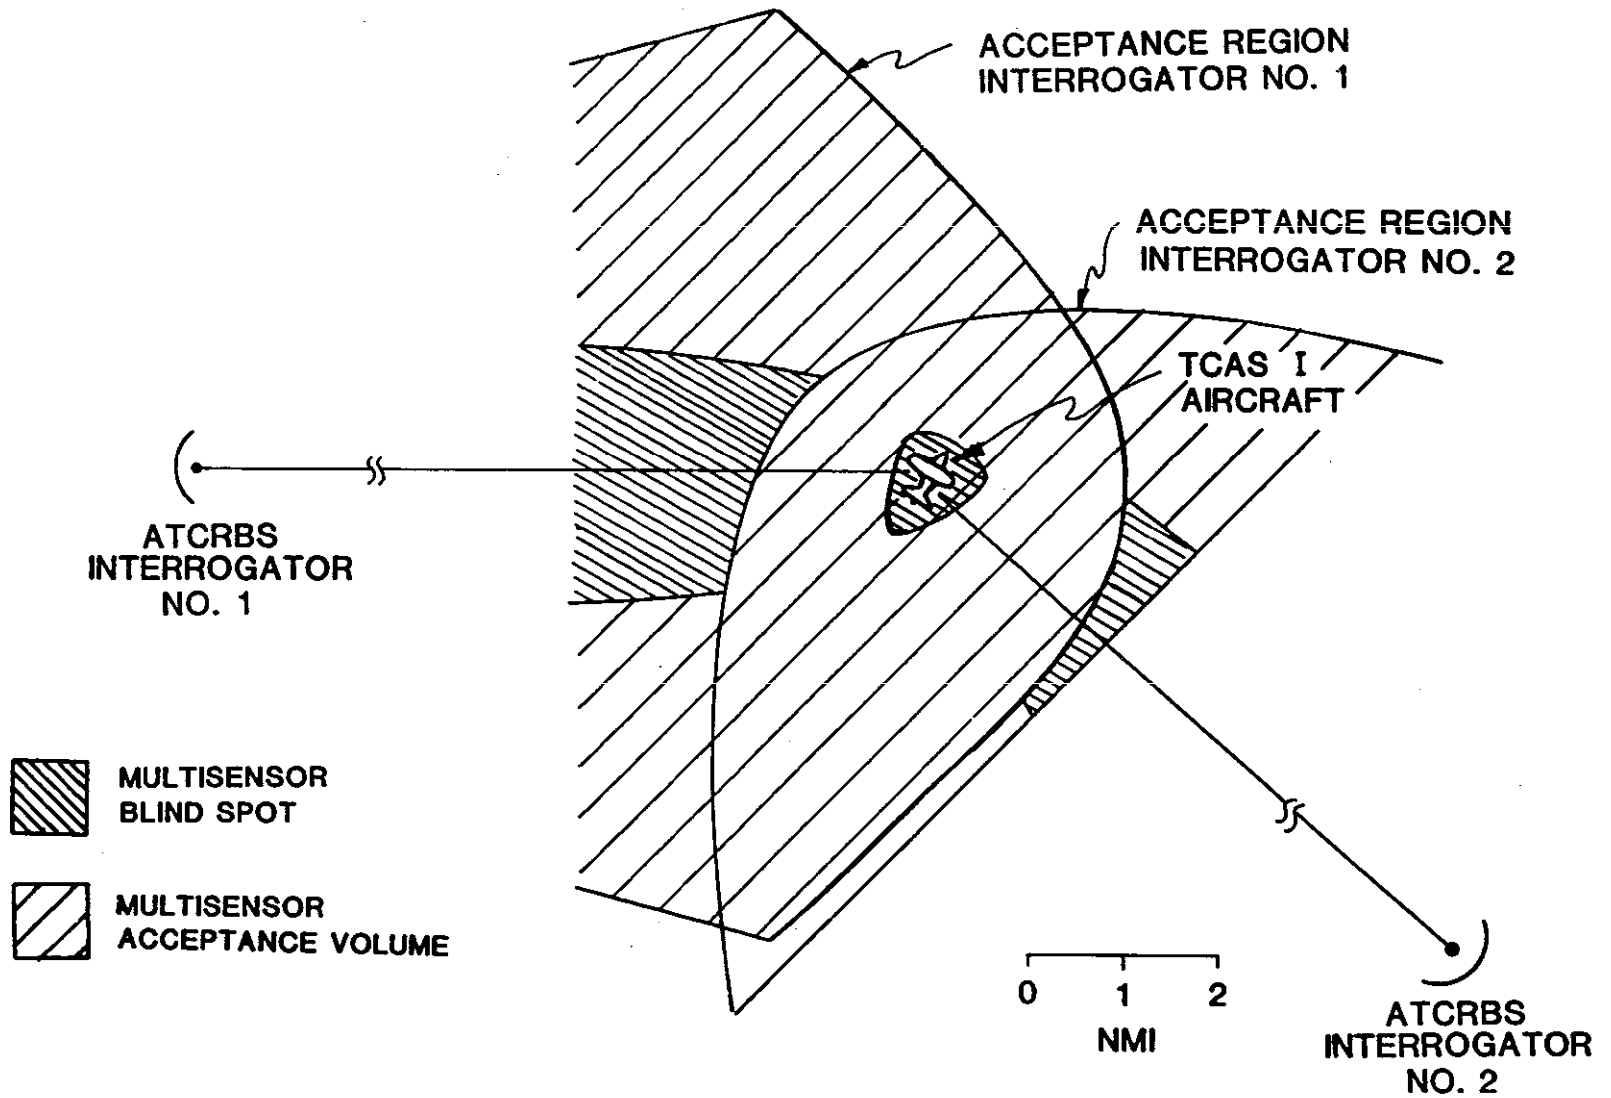 ACCEPTANCE REGION
INTERROGATOR NO. 1
ACCEPTANCE REGION
INTERROGATOR NO. 2
TCAS I
AIRCRAFT
ATCRBS
INTERROGATOR
NO. 1
MULTISENSOR
BLIND SPOT
MULTISENSOR
ACCEPTANCE VOLUME
0 1 2
NMI
ATCRBS
INTERROGATOR
NO. 2